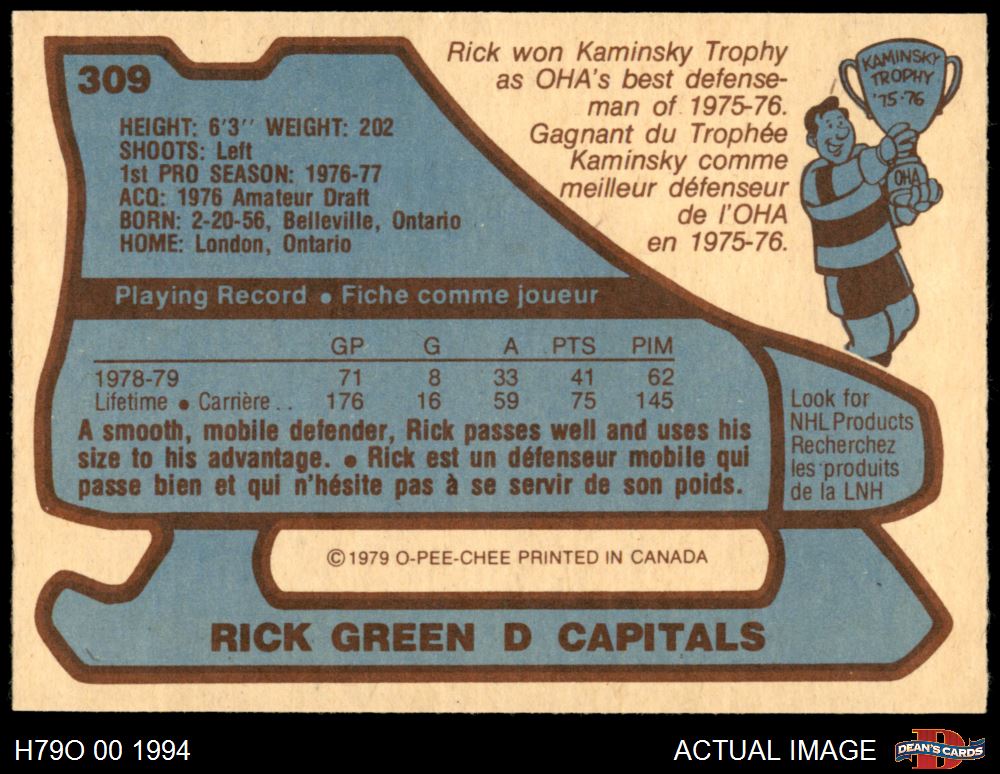 309
HEIGHT: 6'3" WEIGHT: 202
SHOOTS: Left
1st PRO SEASON: 1976-77
ACQ: 1976 Amateur Draft
BORN: 2-20-56, Belleville, Ontario
HOME: London, Ontario
Rick won Kaminsky Trophy
as OHA's best defense-
man of 1975-76.
Gagnant du Trophée
Kaminsky comme
meilleur défenseur
de l'OHA
en 1975-76.
KAMINSKY
TROPHY
'75-76
OHA
Playing Record • Fiche comme joueur
GP G A PTS PIM
1978-79 71 8 33 41 62
Lifetime • Carrière . . 176 16 59 75 145
A smooth, mobile defender, Rick passes well and uses his
size to his advantage. • Rick est un défenseur mobile qui
passe bien et qui n'hésite pas à se servir de son poids.
Look for
NHL Products
Recherchez
les produits
de la LNH
© 1979 O-PEE-CHEE PRINTED IN CANADA
RICK GREEN D CAPITALS
H79O 00 1994
ACTUAL IMAGE
D
DEAN'S CARDS